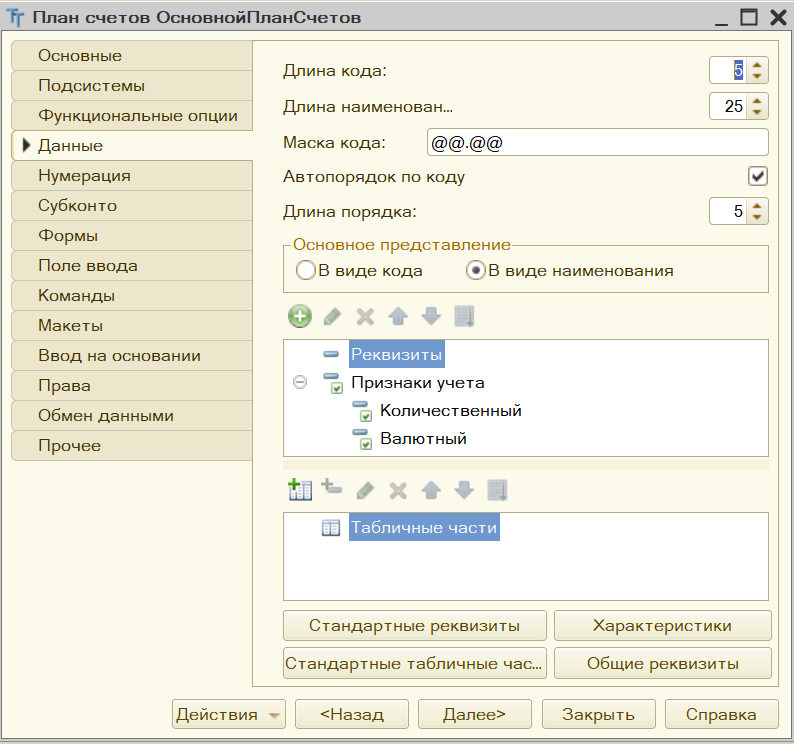 План счетов ОсновнойПланСчетов
Основные
Подсистемы
Функциональные опции
Данные
Нумерация
Субконто
Формы
Поле ввода
Команды
Макеты
Ввод на основании
Права
Обмен данными
Прочее
Длина кода: 5
Длина наименован... 25
Маска кода: @@.@@
Автопорядок по коду
Длина порядка: 5
Основное представление
В виде кода В виде наименования
Реквизиты
Признаки учета
Количественный
Валютный
Табличные части
Стандартные реквизиты Характеристики
Стандартные табличные час... Общие реквизиты
Действия <Назад Далее> Закрыть Справка